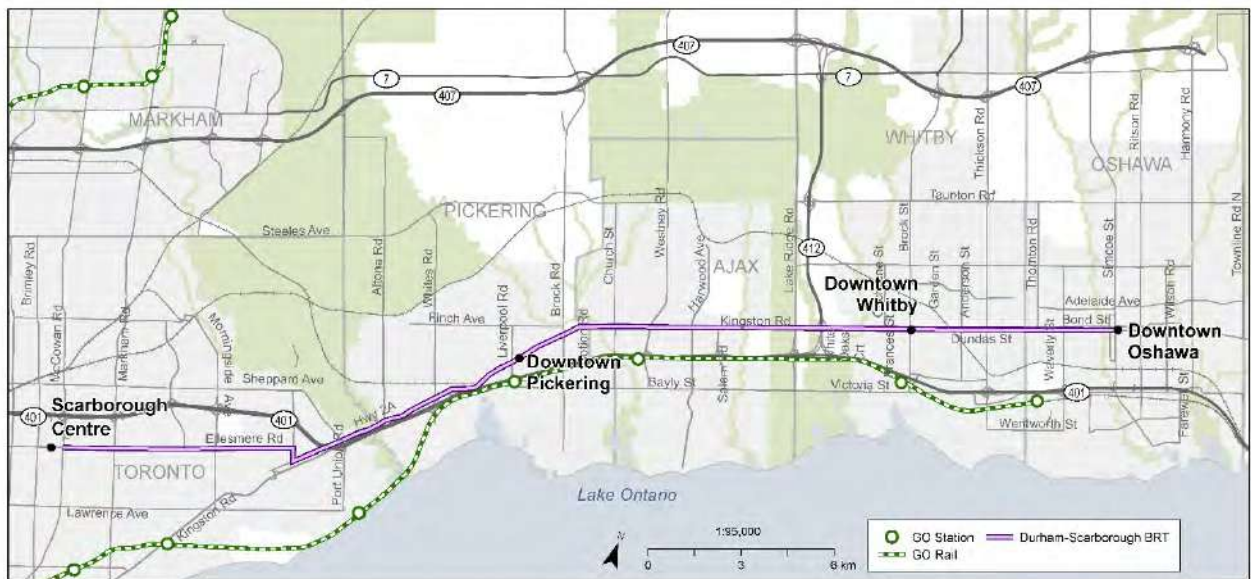 407
7
7
407
407
MARKHAM
WHITBY
OSHAWA
Thickson Rd
Ritson Rd
Harmony Rd
Taunton Rd
PICKERING
Steeles Ave
Brimley Rd
McCowan Rd
Markham Rd
Morningside Ave
Altona Rd
Whites Rd
Liverpool Rd
Brock Rd
Church St
Westney Rd
Harwood Ave
AJAX
Lake Ridge Rd
412
Brock St
Garden St
Anderson St
Thornton Rd
Simcoe St
Wilson Rd
Townline Rd N
Downtown
Whitby
Adelaide Ave
Bond St
Finch Ave
Kingston Rd
Dundas St
Downtown
Oshawa
Downtown
Pickering
Sheppard Ave
Bayly St
Salem Rd
Victoria St
Waverly St
401
Farewell St
Wentworth St
Hwy 2A
401
401
Scarborough
Centre
Ellesmere Rd
TORONTO
Port Union Rd
Lawrence Ave
Kingston Rd
Lake Ontario
N
1:95,000
0 3 6 km
GO Station
Durham-Scarborough BRT
GO Rail